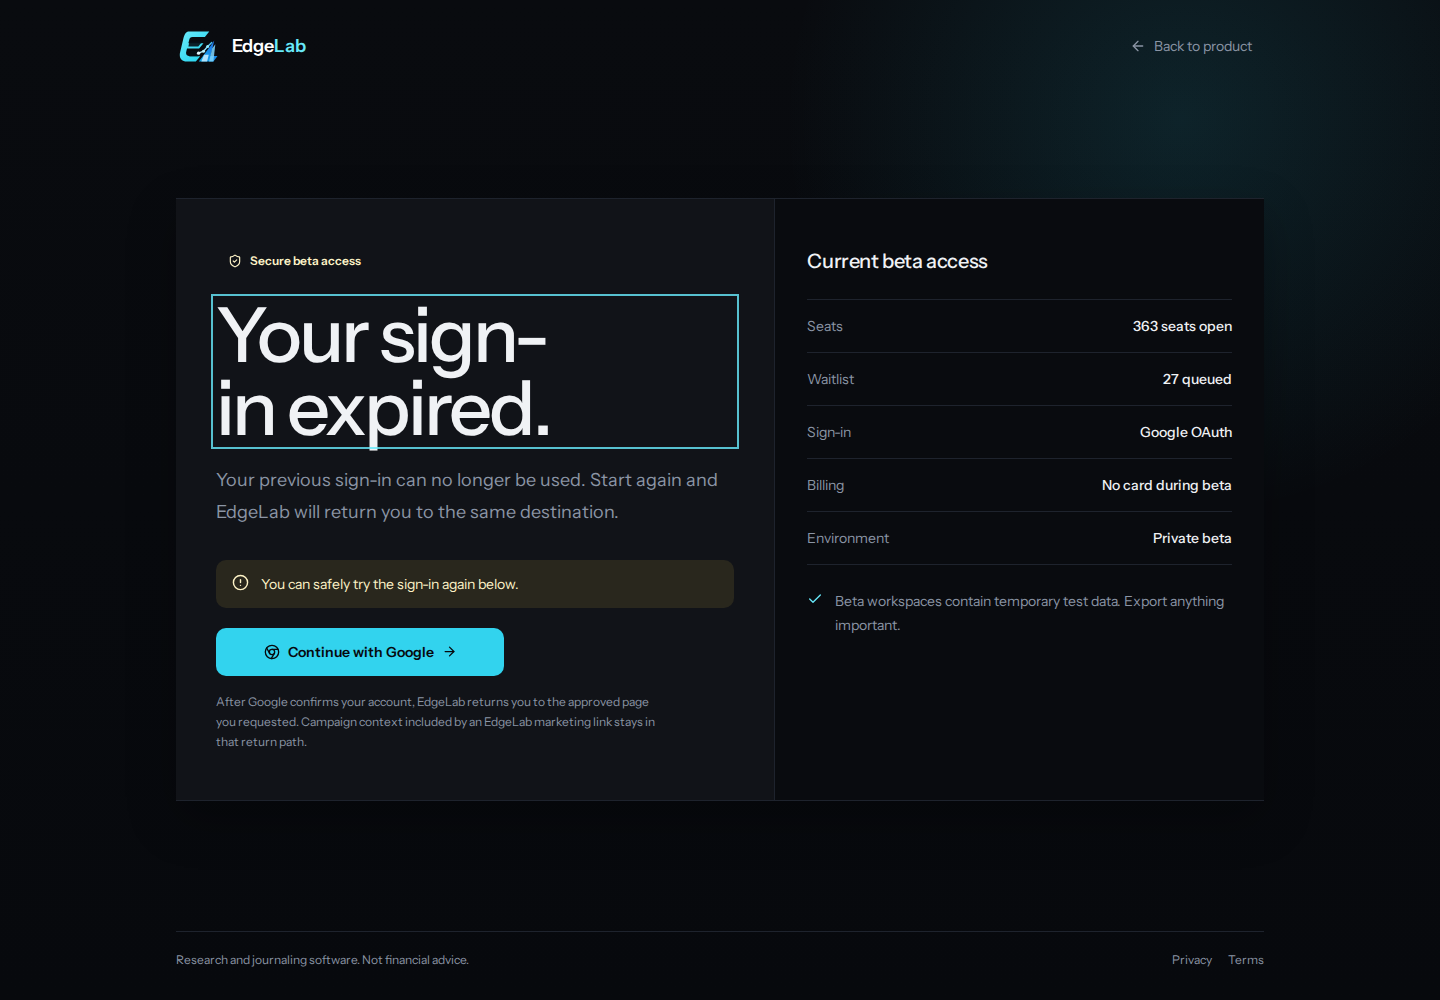 EdgeLab
Back to product
Secure beta access
Your sign-
in expired.
Your previous sign-in can no longer be used. Start again and
EdgeLab will return you to the same destination.
You can safely try the sign-in again below.
Continue with Google
After Google confirms your account, EdgeLab returns you to the approved page
you requested. Campaign context included by an EdgeLab marketing link stays in
that return path.
Current beta access
Seats 363 seats open
Waitlist 27 queued
Sign-in Google OAuth
Billing No card during beta
Environment Private beta
Beta workspaces contain temporary test data. Export anything
important.
Research and journaling software. Not financial advice.
Privacy Terms